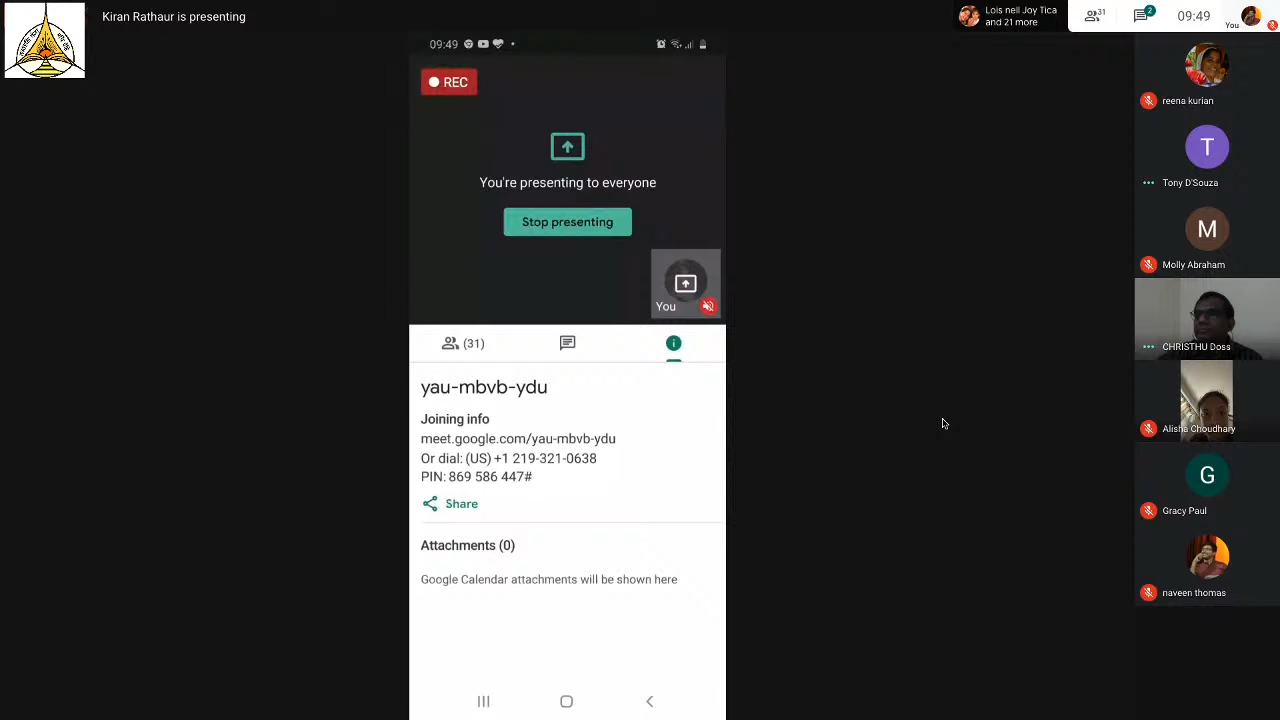 Kiran Rathaur is presenting
Lois nell Joy Tica
and 21 more
31
2
09:49
You
09:49
REC
You're presenting to everyone
Stop presenting
You
(31)
yau-mbvb-ydu
Joining info
meet.google.com/yau-mbvb-ydu
Or dial: (US) +1 219-321-0638
PIN: 869 586 447#
Share
Attachments (0)
Google Calendar attachments will be shown here
reena kurian
T
Tony D'Souza
M
Molly Abraham
CHRISTHU Doss
Alisha Choudhary
G
Gracy Paul
naveen thomas